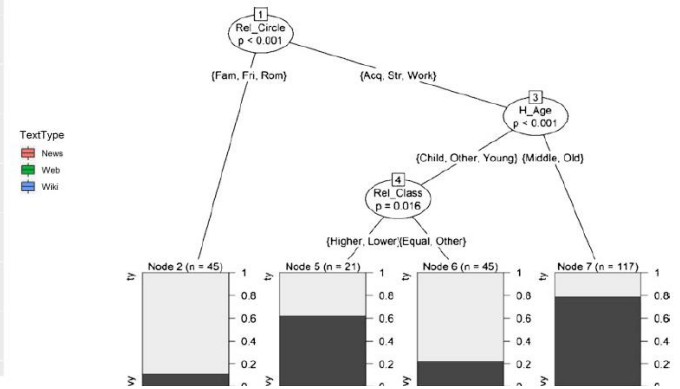 1
Rel_Circle
p < 0.001
{Fam, Fri, Rom}
{Acq, Str, Work}
3
H_Age
p < 0.001
TextType
News
Web
Wiki
{Child, Other, Young} {Middle, Old}
4
Rel_Class
p = 0.016
{Higher, Lower} {Equal, Other}
Node 2 (n = 45)
Node 5 (n = 21)
Node 6 (n = 45)
Node 7 (n = 117)
ty 1 ty 1 ty 1 ty 1
0.8 0.8 0.8 0.8
0.6 0.6 0.6 0.6
0.4 0.4 0.4 0.4
0.2 0.2 0.2 0.2